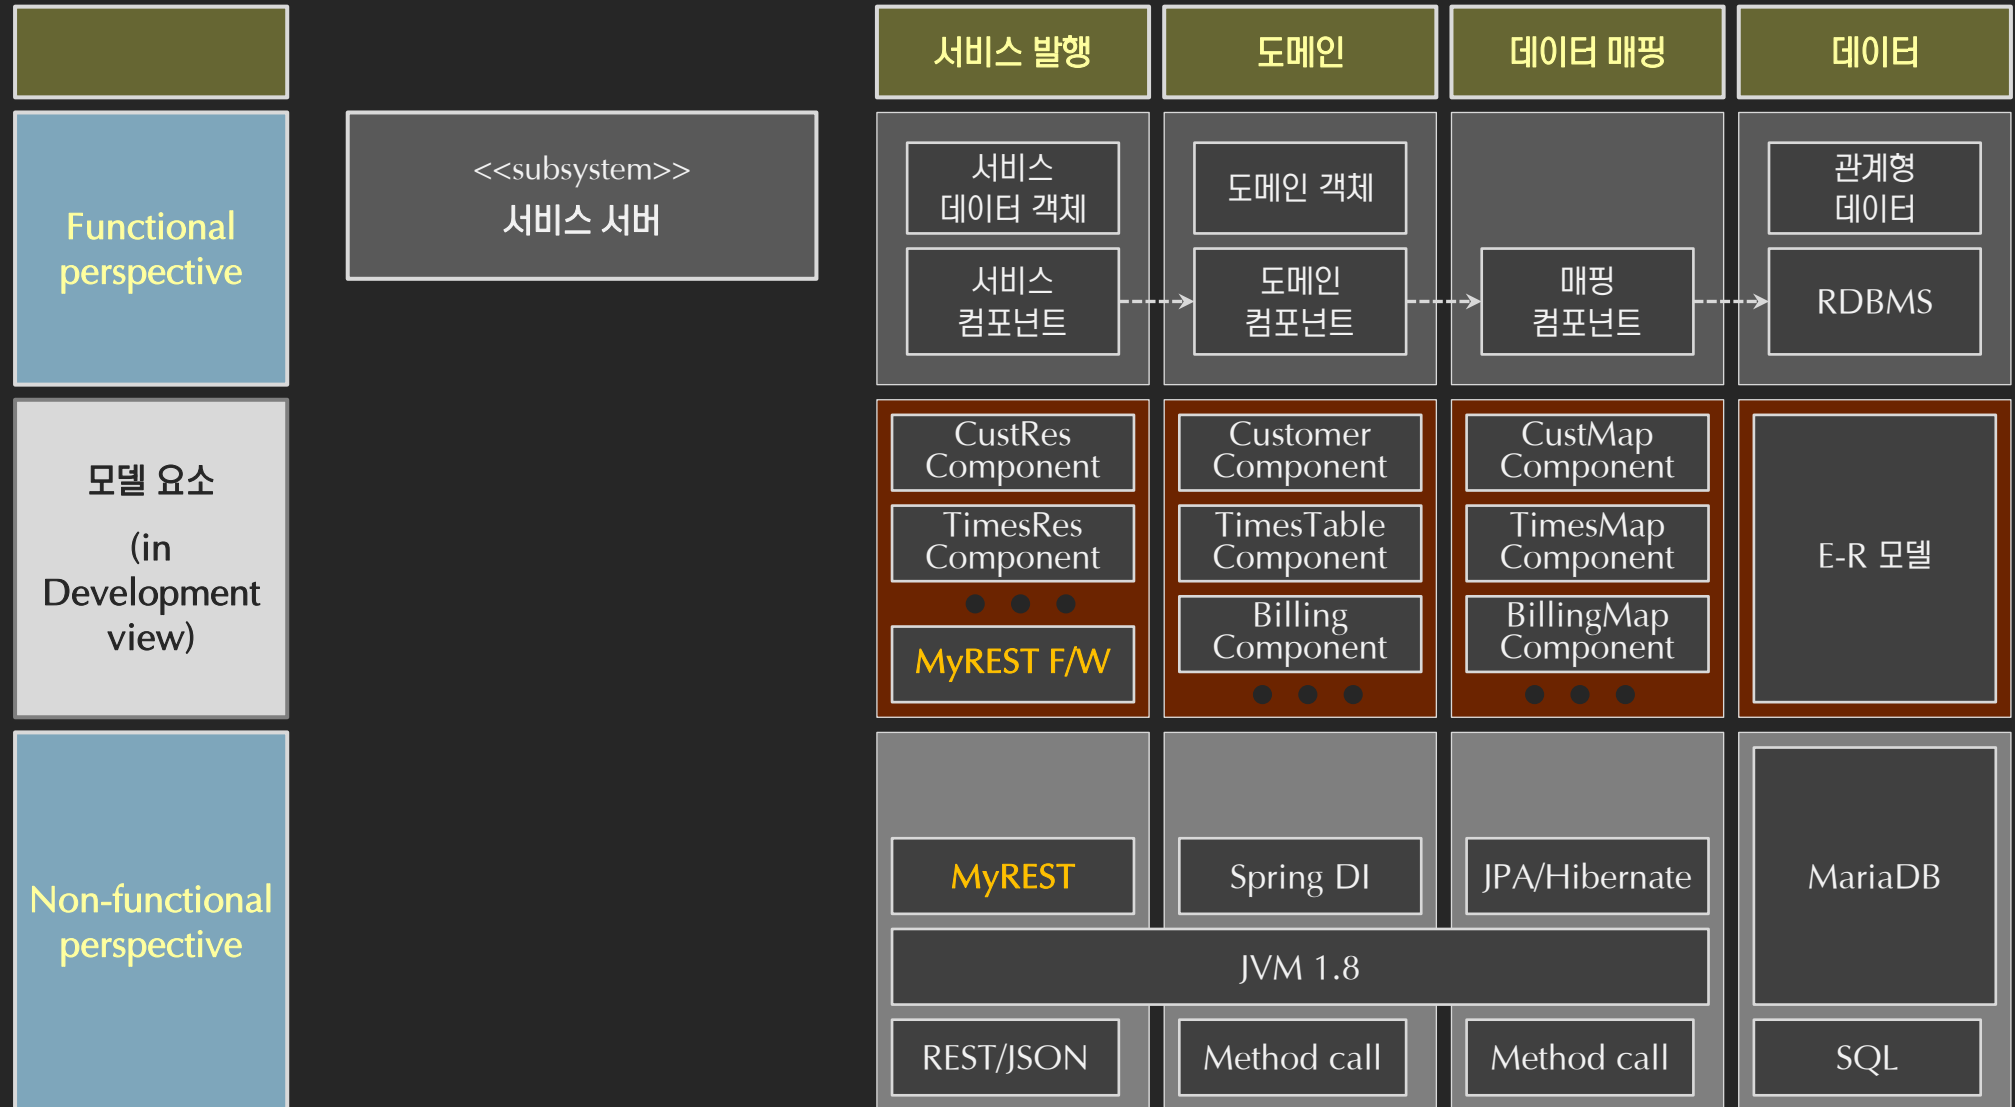 서비스 발행
도메인
데이터 매핑
데이터
Functional
perspective
<<subsystem>>
서비스 서버
서비스
데이터 객체
도메인 객체
관계형
데이터
서비스
컴포넌트
도메인
컴포넌트
매핑
컴포넌트
RDBMS
모델 요소
(in
Development
view)
CustRes
Component
TimesRes
Component
MyREST F/W
Customer
Component
TimesTable
Component
Billing
Component
CustMap
Component
TimesMap
Component
BillingMap
Component
E-R 모델
Non-functional
perspective
MyREST
Spring DI
JPA/Hibernate
MariaDB
JVM 1.8
REST/JSON
Method call
Method call
SQL